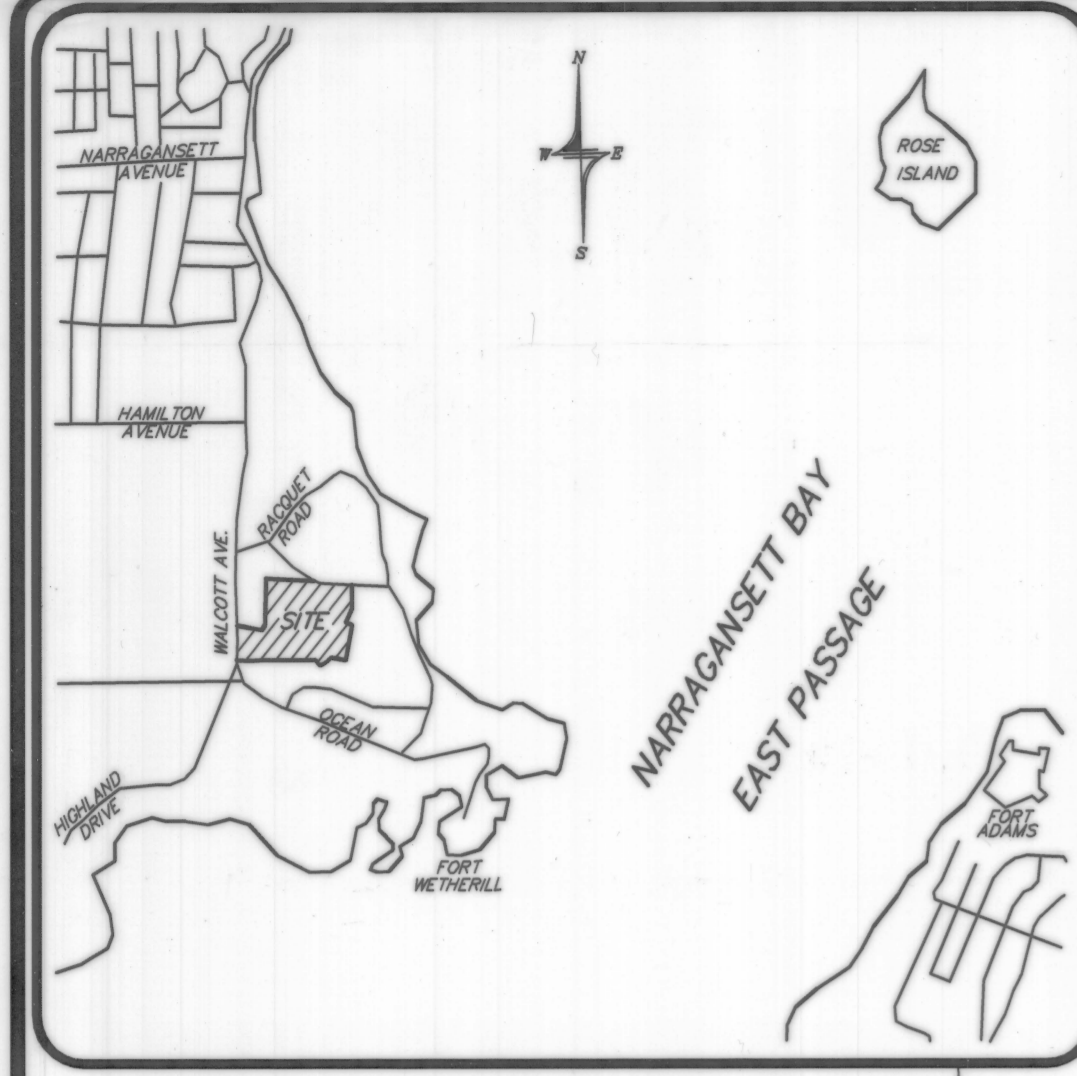 N
W E
S
ROSE
ISLAND
NARRAGANSETT
AVENUE
HAMILTON
AVENUE
RACQUET
ROAD
WALCOTT AVE.
SITE
NARRAGANSETT BAY
EAST PASSAGE
OCEAN
ROAD
HIGHLAND
DRIVE
FORT
WETHERILL
FORT
ADAMS